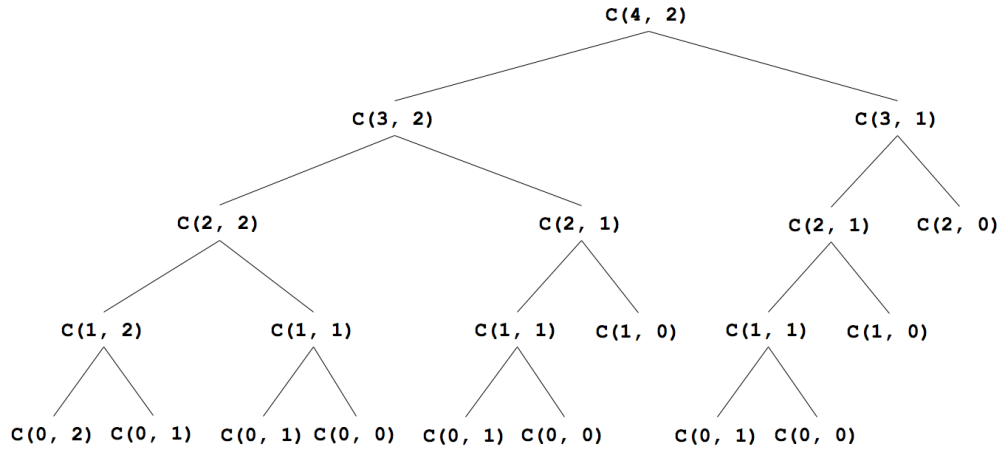 C(4, 2)
C(3, 2) C(3, 1)
C(2, 2) C(2, 1) C(2, 1) C(2, 0)
C(1, 2) C(1, 1) C(1, 1) C(1, 0) C(1, 1) C(1, 0)
C(0, 2) C(0, 1) C(0, 1) C(0, 0) C(0, 1) C(0, 0) C(0, 1) C(0, 0)